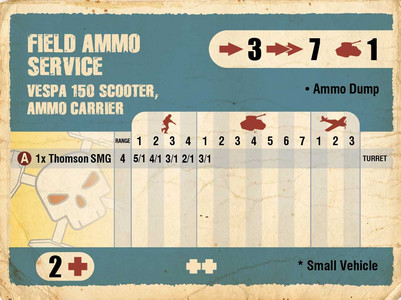 FIELD AMMO
SERVICE
VESPA 150 SCOOTER,
AMMO CARRIER
3 7 1
• Ammo Dump
RANGE 1 2 3 4 1 2 3 4 5 6 7 1 2 3
A 1x Thomson SMG 4 5/1 4/1 3/1 2/1 3/1 TURRET
2
* Small Vehicle